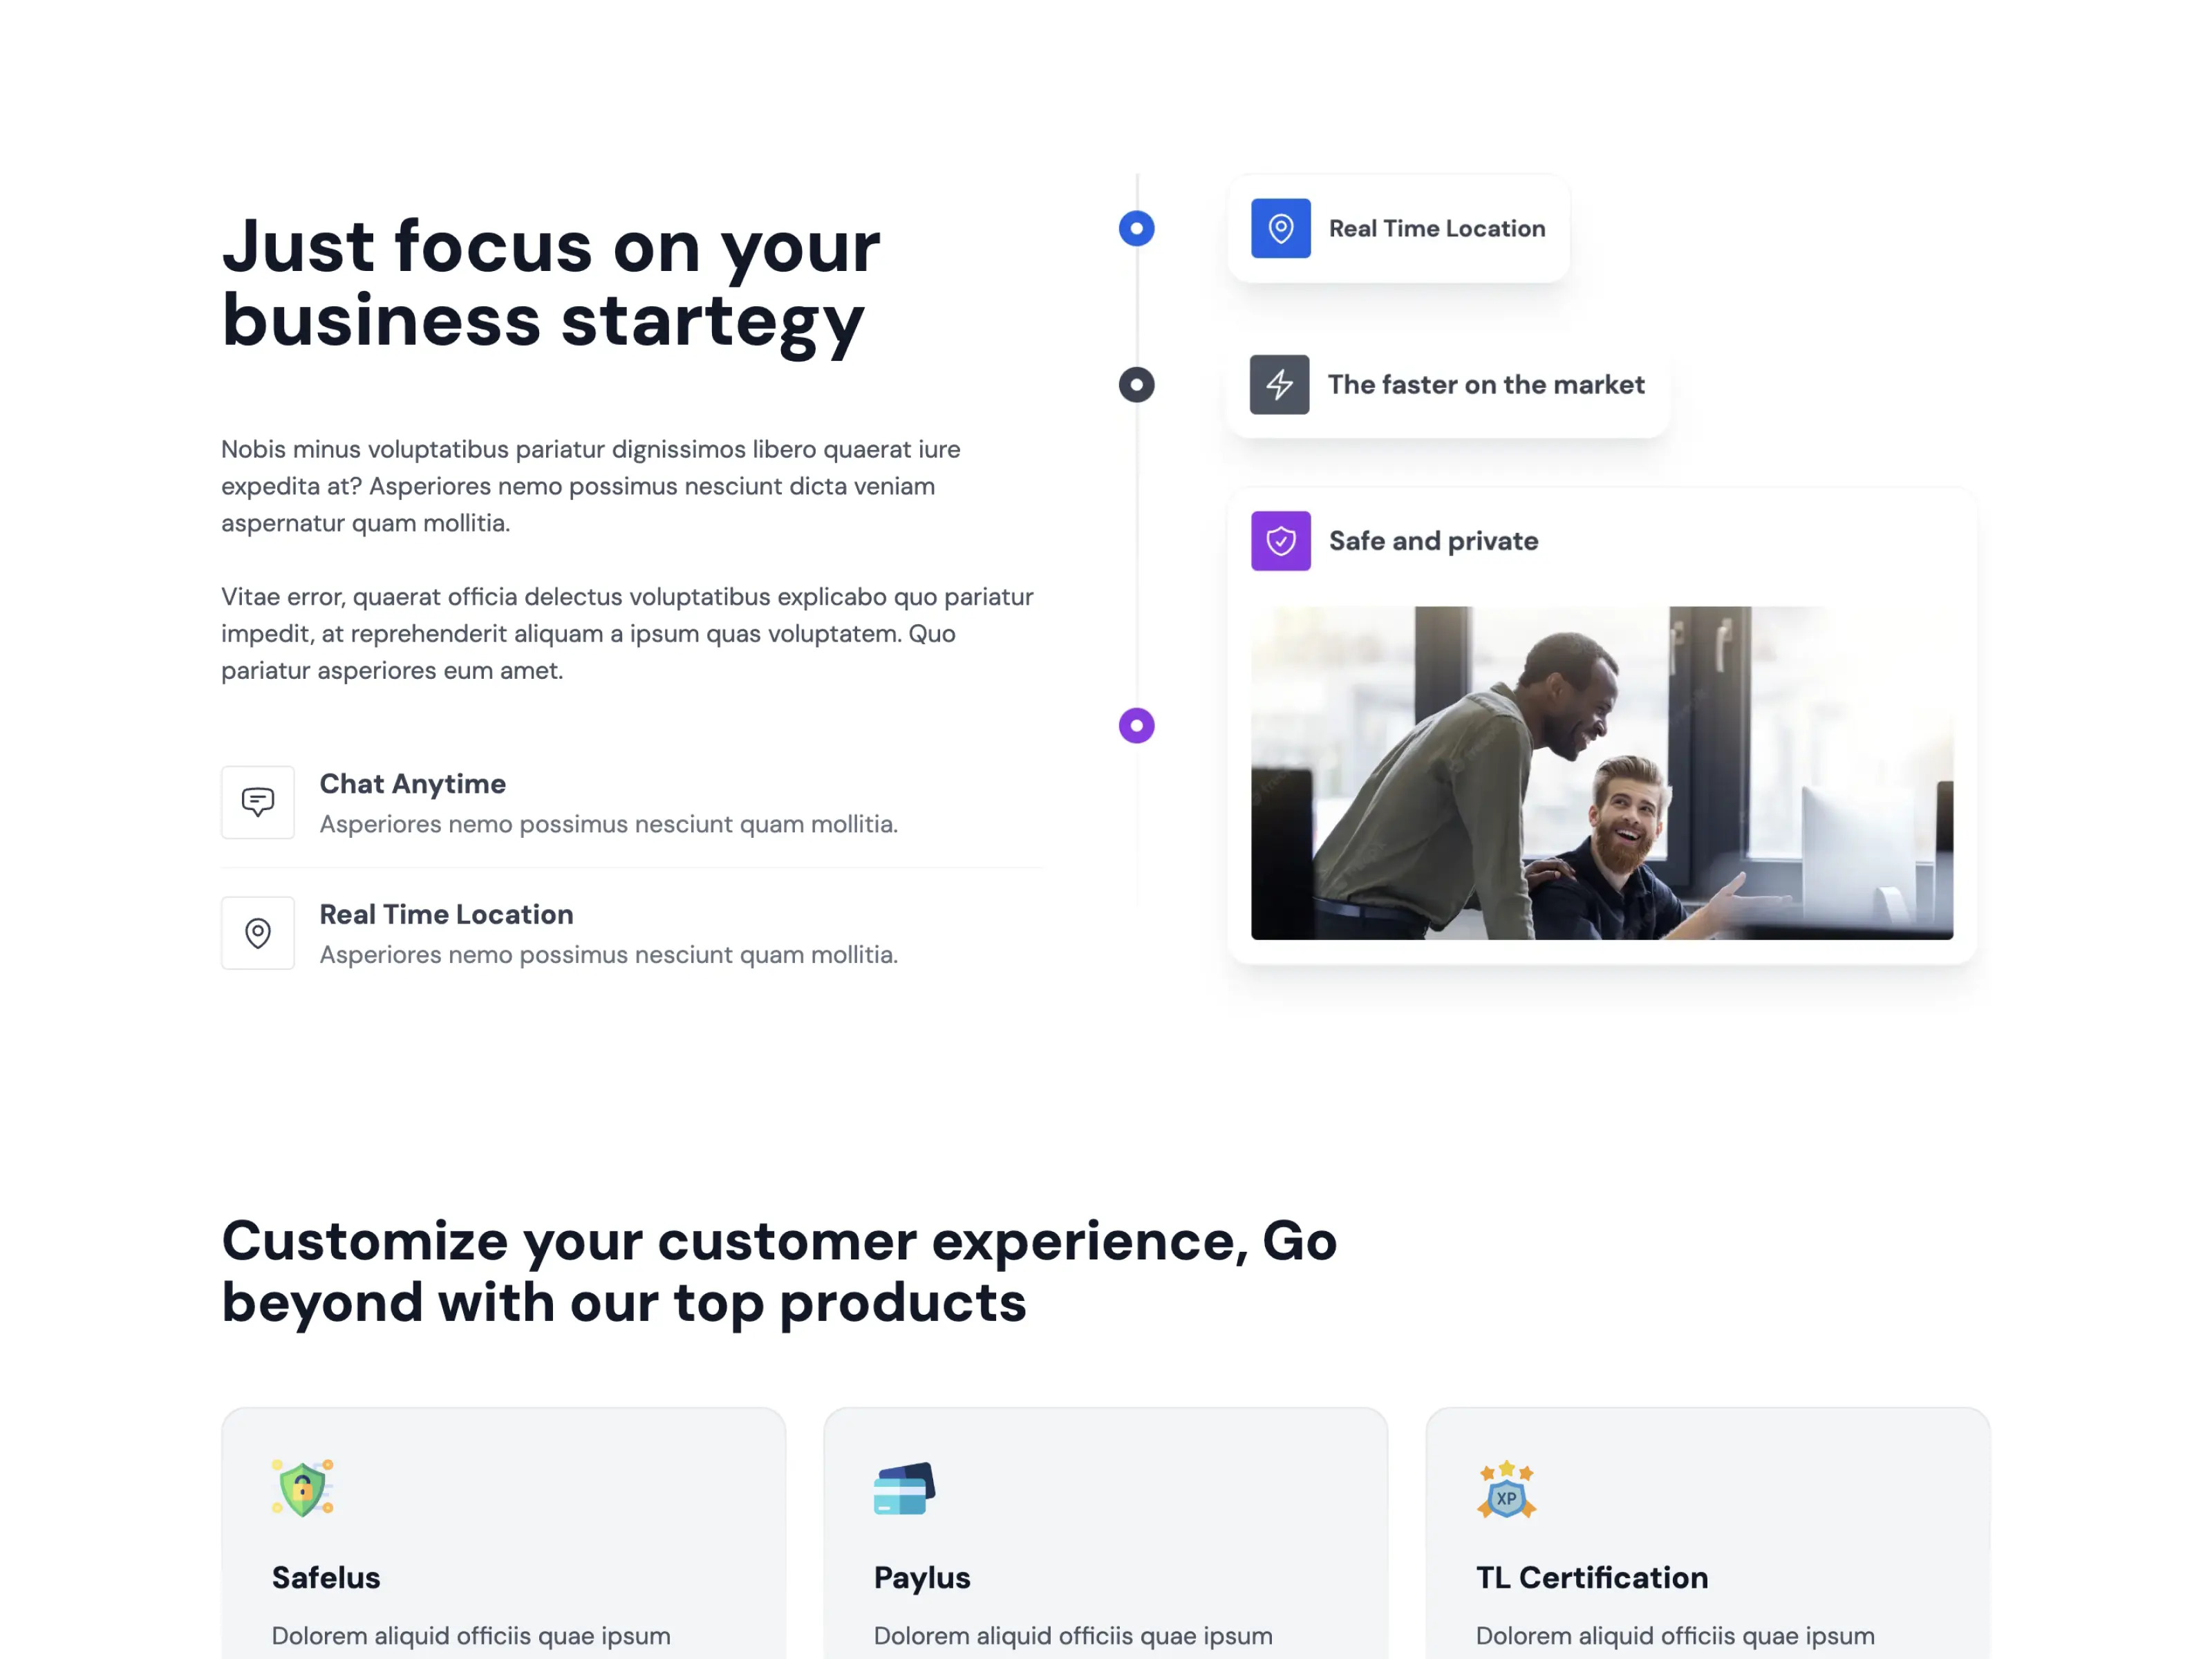 Just focus on your
business startegy
Nobis minus voluptatibus pariatur dignissimos libero quaerat iure
expedita at? Asperiores nemo possimus nesciunt dicta veniam
aspernatur quam mollitia.
Vitae error, quaerat officia delectus voluptatibus explicabo quo pariatur
impedit, at reprehenderit aliquam a ipsum quas voluptatem. Quo
pariatur asperiores eum amet.
Chat Anytime
Asperiores nemo possimus nesciunt quam mollitia.
Real Time Location
Asperiores nemo possimus nesciunt quam mollitia.
Real Time Location
The faster on the market
Safe and private
Customize your customer experience, Go
beyond with our top products
XP
Safelus
Dolorem aliquid officiis quae ipsum
Paylus
Dolorem aliquid officiis quae ipsum
TL Certification
Dolorem aliquid officiis quae ipsum